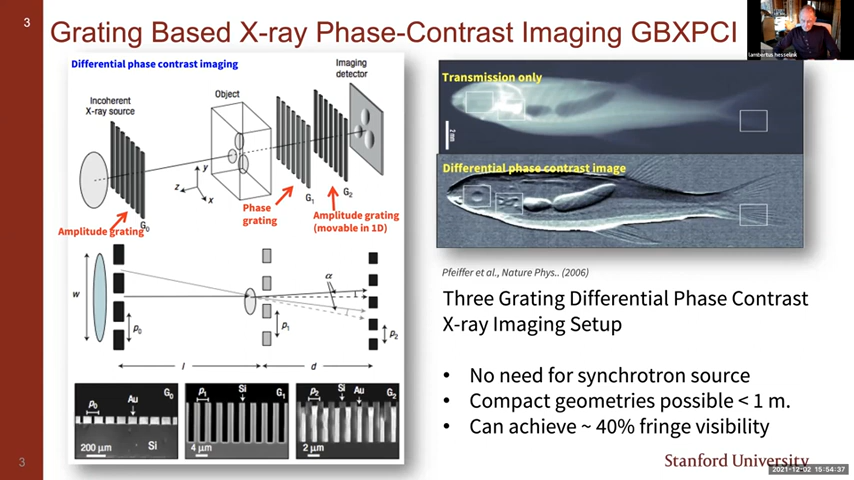 3
Grating Based X-ray Phase-Contrast Imaging GBXPCI
lambertus hesselink
Differential phase contrast imaging
Imaging
detector
Object
Incoherent
X-ray source
y
z
x
G₀
G₁
G₂
Phase
grating
Amplitude grating
(movable in 1D)
Amplitude grating
w
p₀
p₁
p₂
α
l
d
p₀
Au
G₀
Si
200 μm
p₁
Si
G₁
4 μm
p₂
Si
Au
G₂
2 μm
Transmission only
2 mm
Differential phase contrast image
Pfeiffer et al., Nature Phys.. (2006)
Three Grating Differential Phase Contrast
X-ray Imaging Setup
• No need for synchrotron source
• Compact geometries possible < 1 m.
• Can achieve ~ 40% fringe visibility
3
Stanford University
2021-12-02 15:54:37